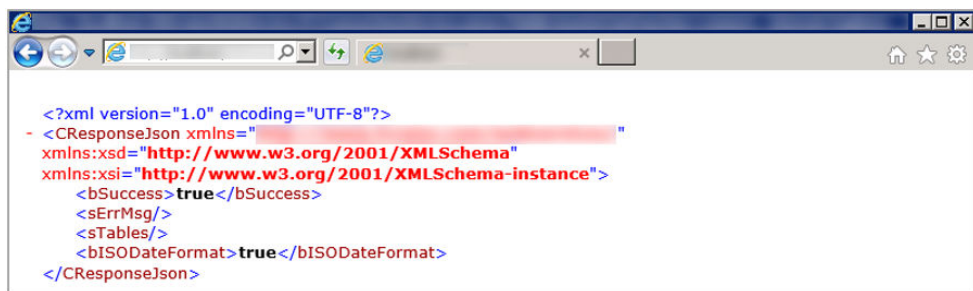 <?xml version="1.0" encoding="UTF-8"?>
- <CResponseJson xmlns=" "
xmlns:xsd="http://www.w3.org/2001/XMLSchema"
xmlns:xsi="http://www.w3.org/2001/XMLSchema-instance">
<bSuccess>true</bSuccess>
<sErrMsg/>
<sTables/>
<bISODateFormat>true</bISODateFormat>
</CResponseJson>